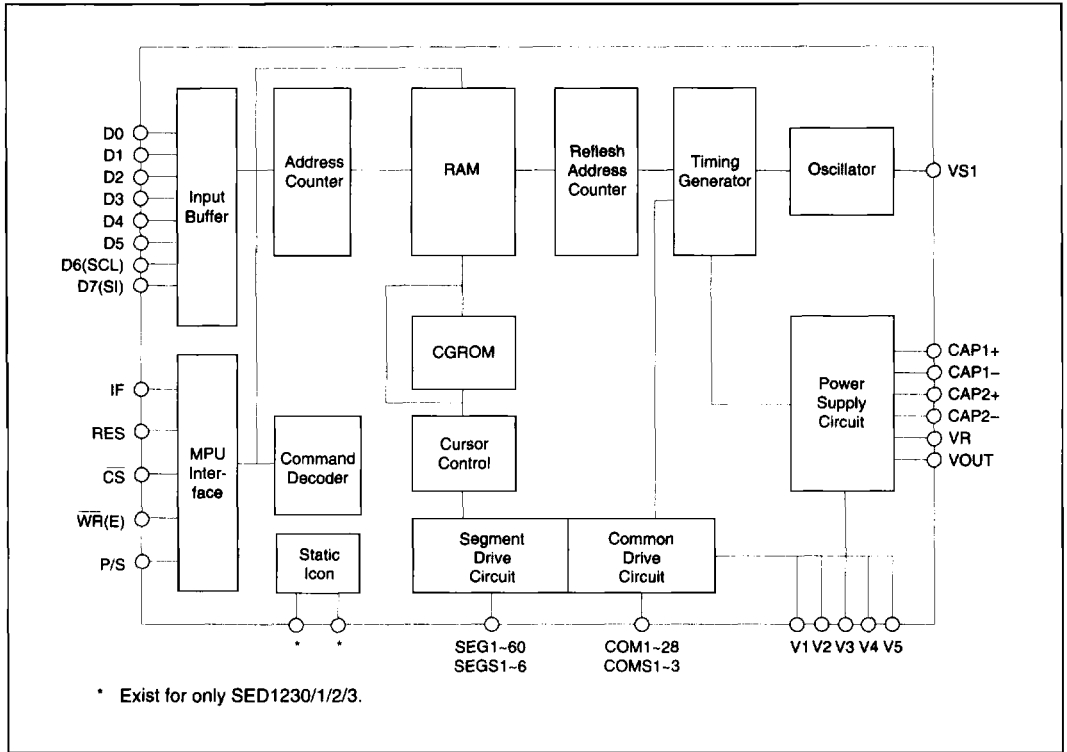 D0
D1
D2
D3
D4
D5
D6(SCL)
D7(SI)
Input
Buffer
Address
Counter
RAM
Reflesh
Address
Counter
Timing
Generator
Oscillator
VS1
IF
RES
CS
WR(E)
P/S
MPU
Inter-
face
Command
Decoder
Static
Icon
CGROM
Cursor
Control
Segment
Drive
Circuit
Common
Drive
Circuit
Power
Supply
Circuit
CAP1+
CAP1−
CAP2+
CAP2−
VR
VOUT
* *
SEG1~60
SEGS1~6
COM1~28
COMS1~3
V1 V2 V3 V4 V5
* Exist for only SED1230/1/2/3.